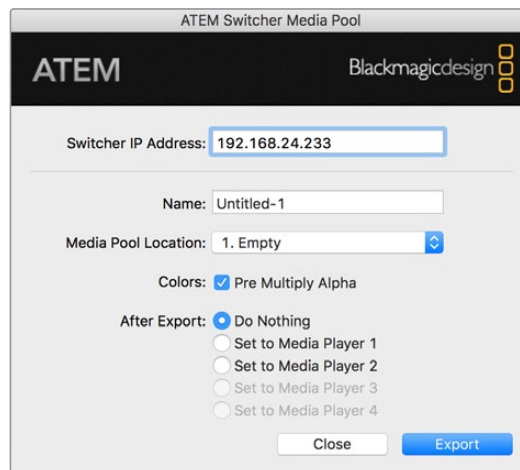 ATEM Switcher Media Pool
ATEM
Blackmagicdesign
Switcher IP Address: 192.168.24.233
Name: Untitled-1
Media Pool Location: 1. Empty
Colors: Pre Multiply Alpha
After Export: Do Nothing
Set to Media Player 1
Set to Media Player 2
Set to Media Player 3
Set to Media Player 4
Close Export